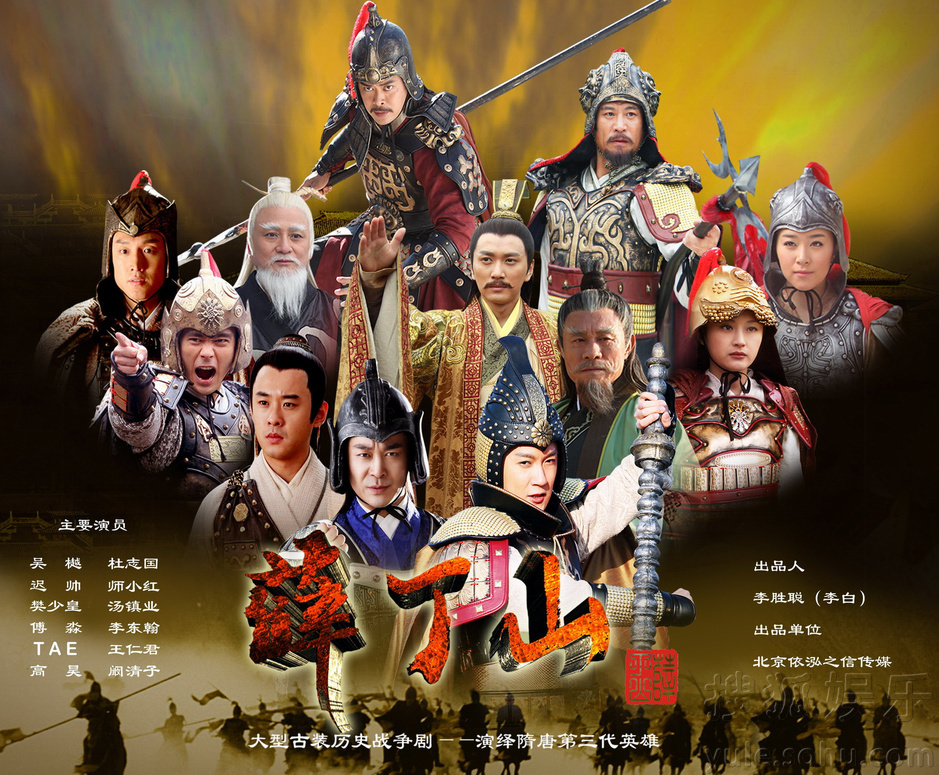 主要演员
吴樾 杜志国
迟帅 师小红
樊少皇 汤镇业
傅淼 李东翰
TAE 王仁君
高昊 阚清子
薛丁山
出品人
李胜聪（李白）
出品单位
北京依泓之信传媒
大型古装历史战争剧 ——演绎隋唐第三代英雄
搜狐娱乐
yule.sohu.com